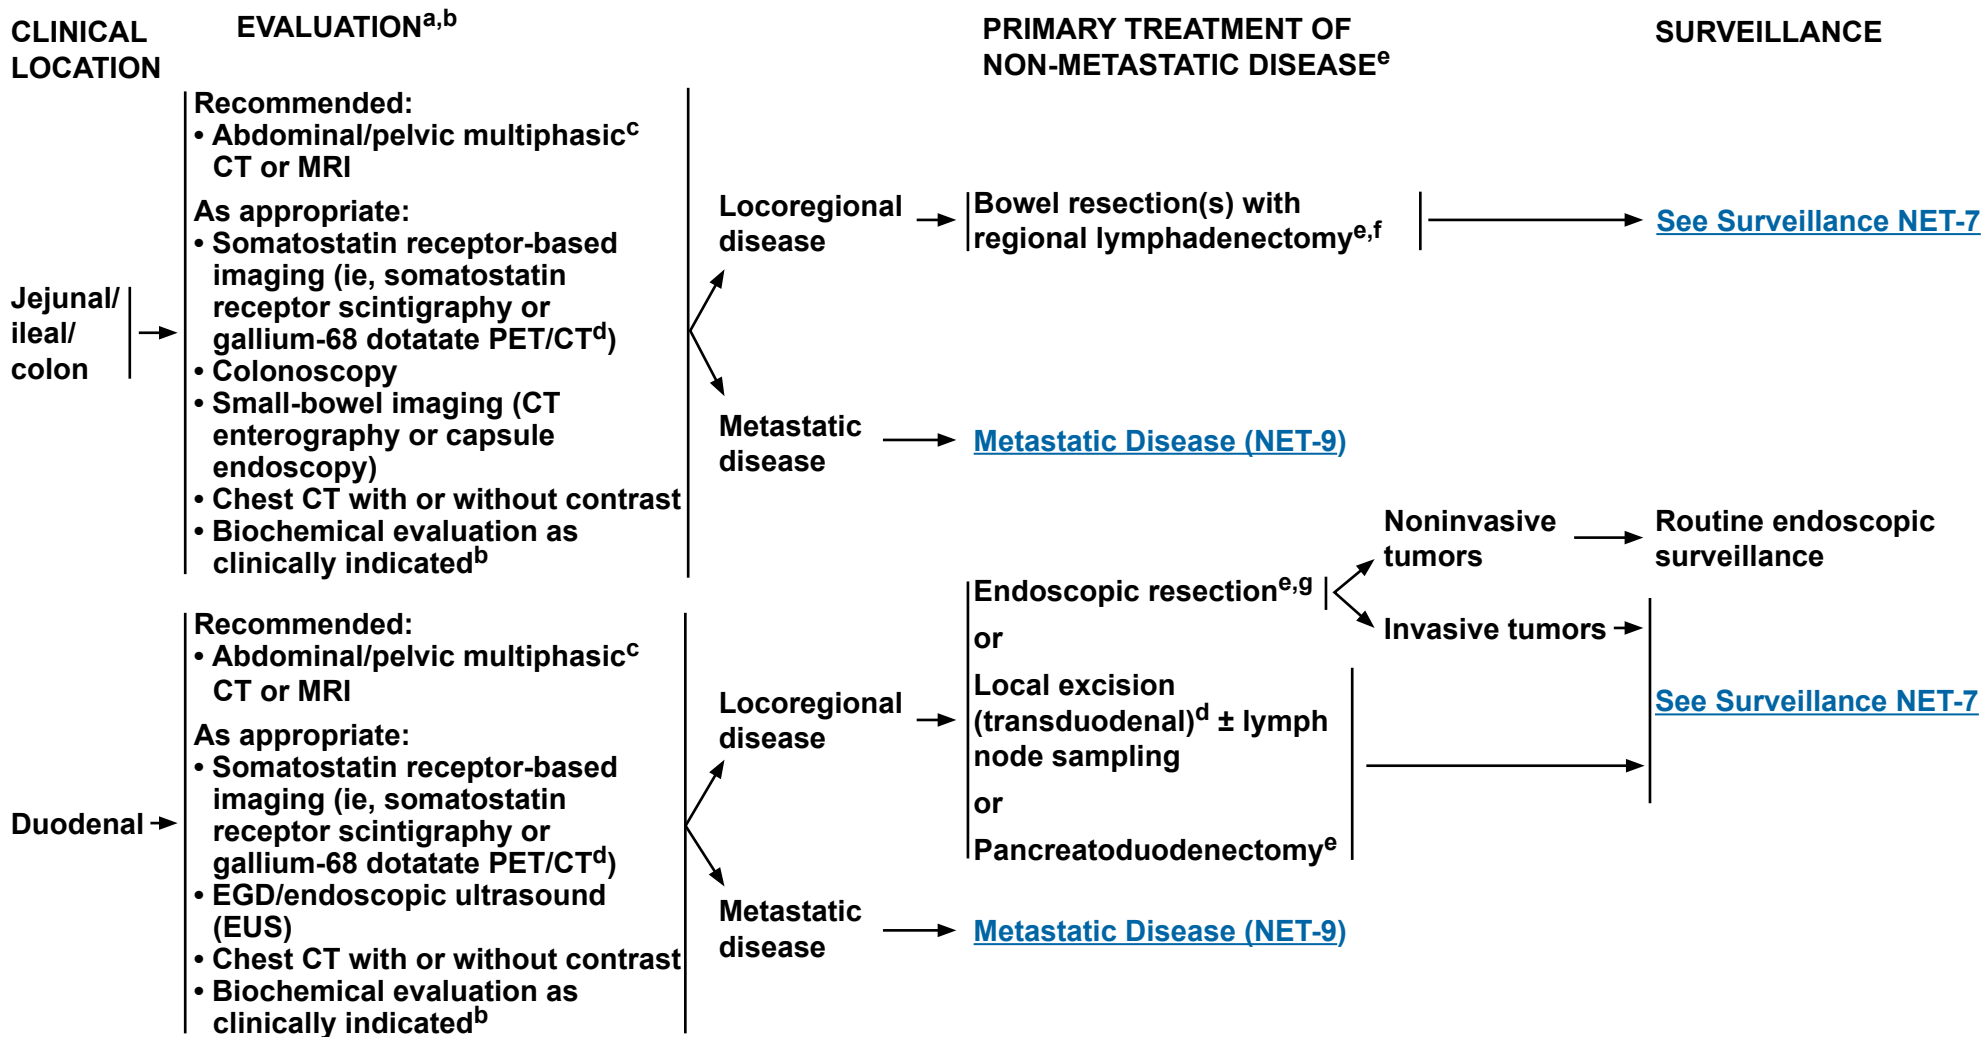 CLINICAL
LOCATION
EVALUATIONa,b
PRIMARY TREATMENT OF
NON-METASTATIC DISEASEe
SURVEILLANCE
Jejunal/
ileal/
colon
Recommended:
• Abdominal/pelvic multiphasicc
CT or MRI
As appropriate:
• Somatostatin receptor-based
imaging (ie, somatostatin
receptor scintigraphy or
gallium-68 dotatate PET/CTd)
• Colonoscopy
• Small-bowel imaging (CT
enterography or capsule
endoscopy)
• Chest CT with or without contrast
• Biochemical evaluation as
clinically indicatedb
Locoregional
disease
Bowel resection(s) with
regional lymphadenectomye,f
See Surveillance NET-7
Metastatic
disease
Metastatic Disease (NET-9)
Duodenal
Recommended:
• Abdominal/pelvic multiphasicc
CT or MRI
As appropriate:
• Somatostatin receptor-based
imaging (ie, somatostatin
receptor scintigraphy or
gallium-68 dotatate PET/CTd)
• EGD/endoscopic ultrasound
(EUS)
• Chest CT with or without contrast
• Biochemical evaluation as
clinically indicatedb
Locoregional
disease
Endoscopic resectione,g
or
Local excision
(transduodenal)d ± lymph
node sampling
or
Pancreatoduodenectomye
Noninvasive
tumors
Routine endoscopic
surveillance
Invasive tumors
See Surveillance NET-7
Metastatic
disease
Metastatic Disease (NET-9)